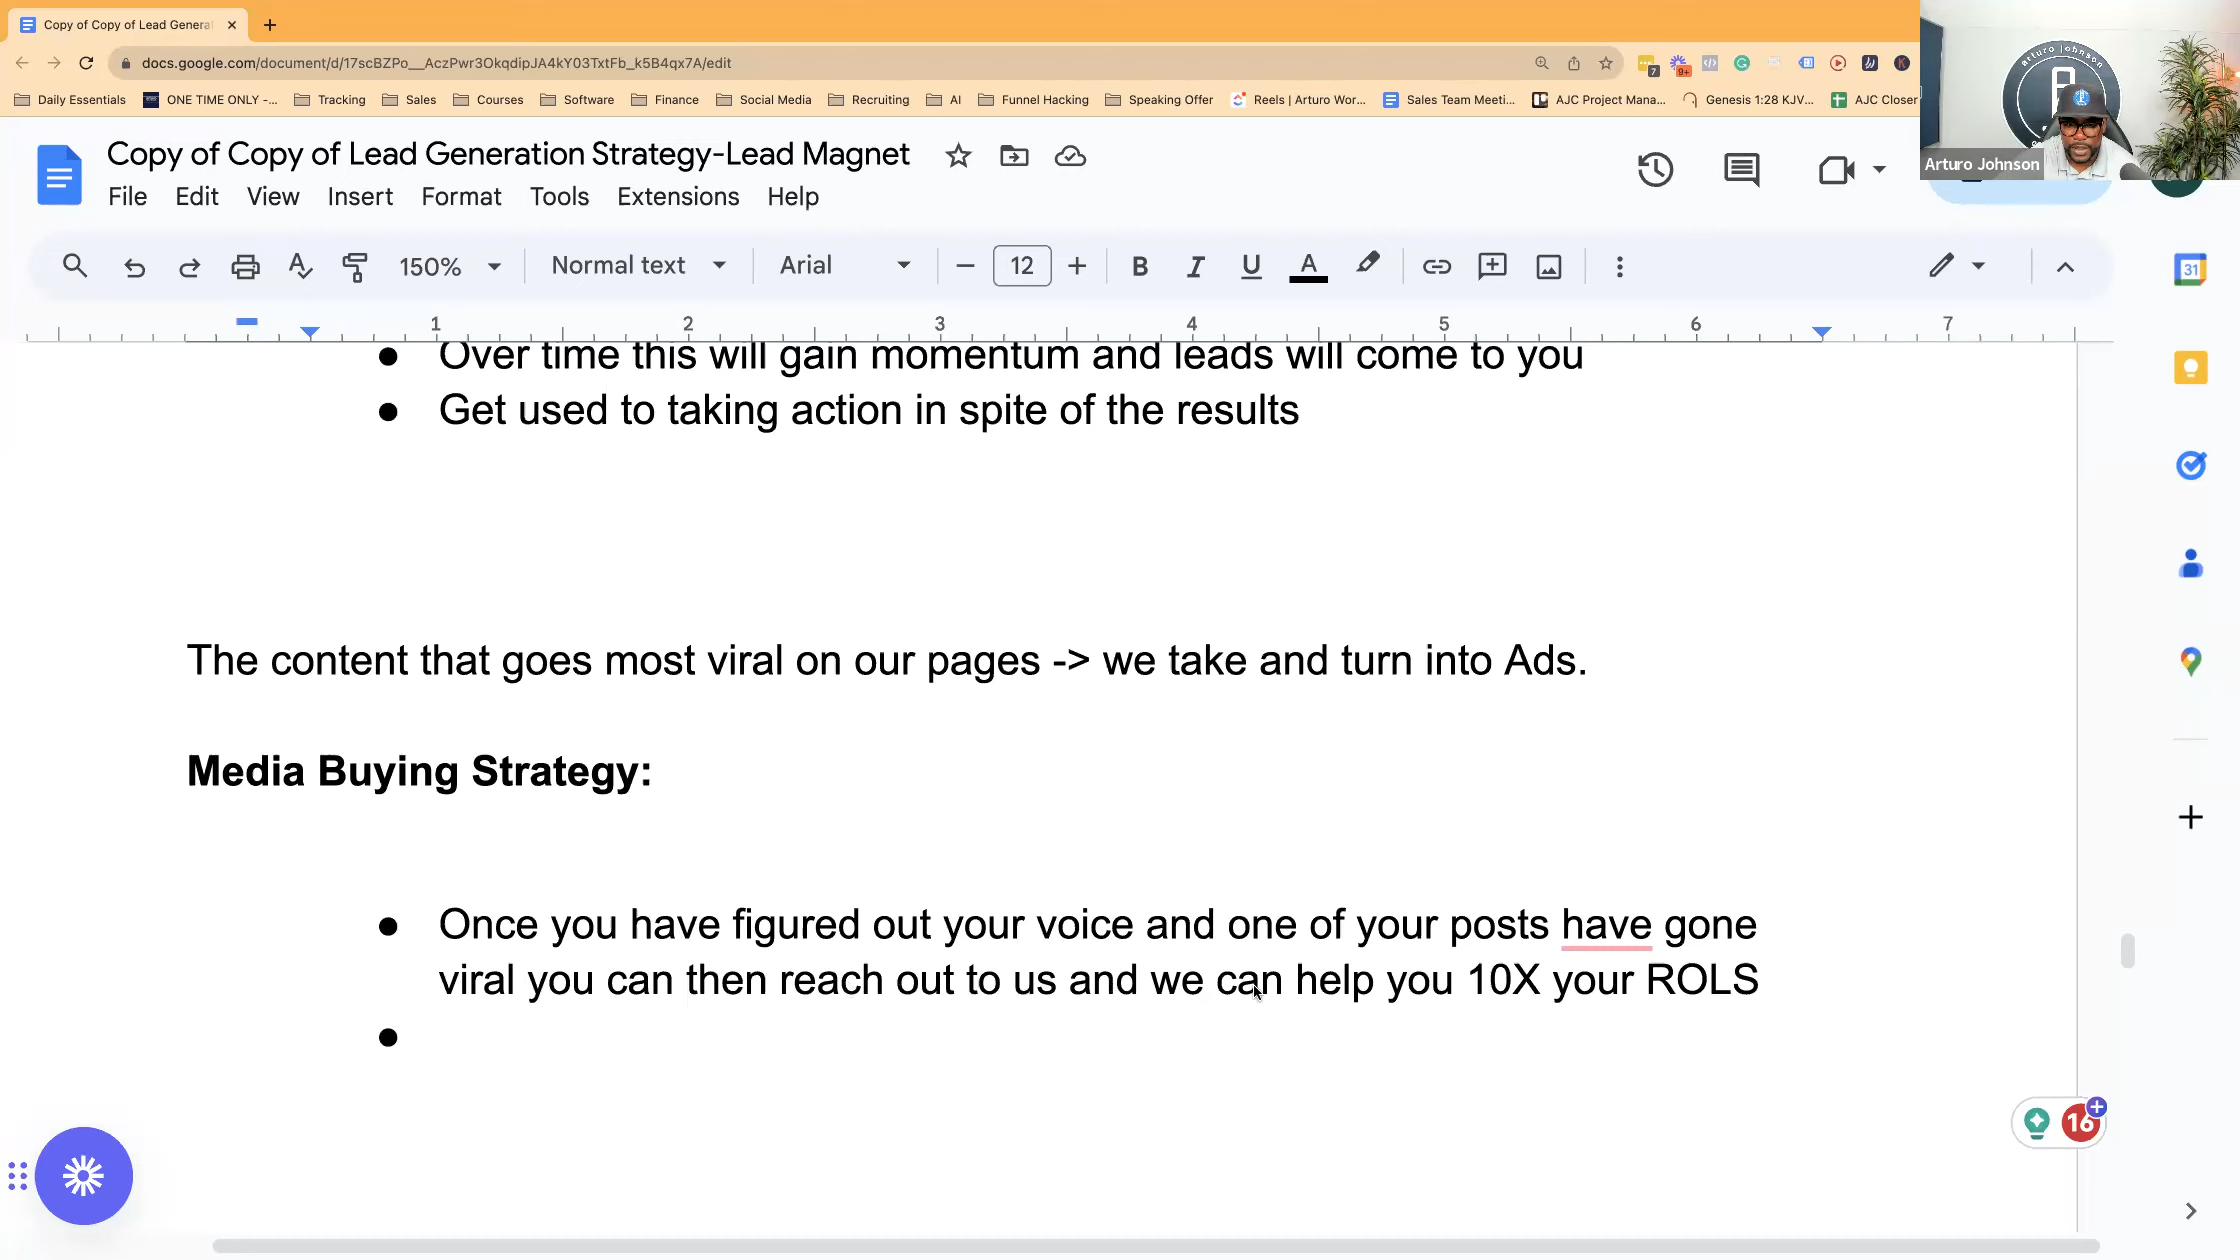 Copy of Copy of Lead Genera
docs.google.com/document/d/17scBZPo__AczPwr3OkqdipJA4kY03TxtFb_k5B4qx7A/edit
7
9+
Daily Essentials
ONE TIME ONLY -...
Tracking
Sales
Courses
Software
Finance
Social Media
Recruiting
AI
Funnel Hacking
Speaking Offer
Reels | Arturo Wor...
Sales Team Meeti...
AJC Project Mana...
Genesis 1:28 KJV...
AJC Closer
arturo johnson
Arturo Johnson
Copy of Copy of Lead Generation Strategy-Lead Magnet
File Edit View Insert Format Tools Extensions Help
150% Normal text Arial 12 B I U A
31
1 2 3 4 5 6 7
Over time this will gain momentum and leads will come to you
Get used to taking action in spite of the results
The content that goes most viral on our pages -> we take and turn into Ads.
Media Buying Strategy:
Once you have figured out your voice and one of your posts have gone
viral you can then reach out to us and we can help you 10X your ROLS
16